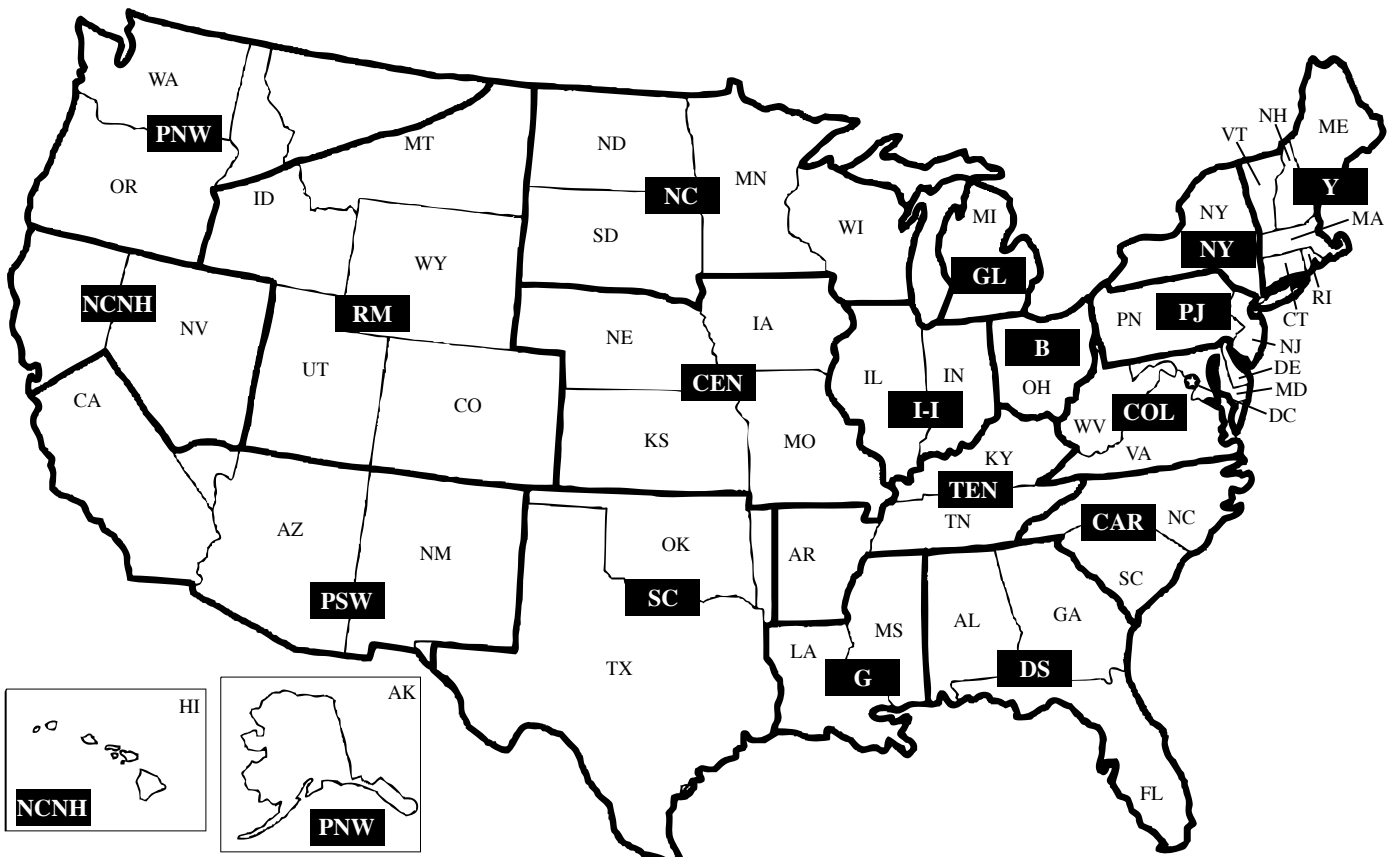 WA
PNW
OR
MT
ID
ND
NC
MN
SD
WY
WI
MI
GL
NH
VT
ME
Y
NY
MA
NY
RI
CT
NJ
DE
MD
DC
NCNH
NV
RM
NE
IA
PN
PJ
UT
CO
CEN
CA
KS
MO
IL
IN
I-I
B
OH
COL
WV
VA
KY
TEN
TN
CAR
NC
SC
AZ
NM
PSW
OK
SC
AR
TX
LA
MS
G
AL
GA
DS
FL
HI
NCNH
AK
PNW